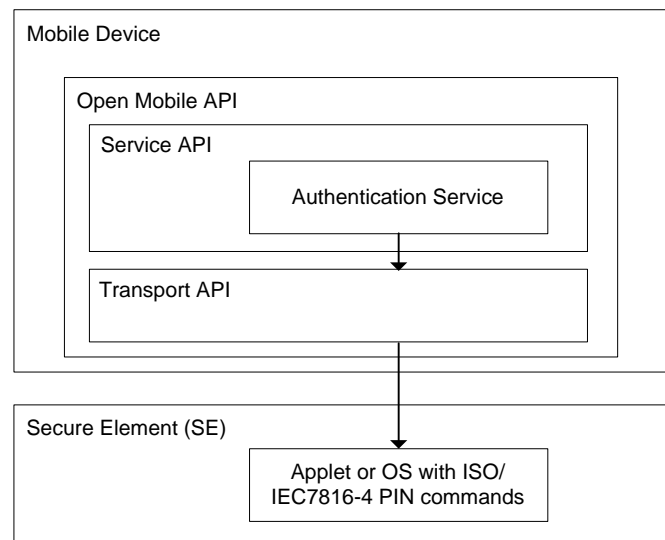 Mobile Device
Open Mobile API
Service API
Authentication Service
Transport API
Secure Element (SE)
Applet or OS with ISO/
IEC7816-4 PIN commands